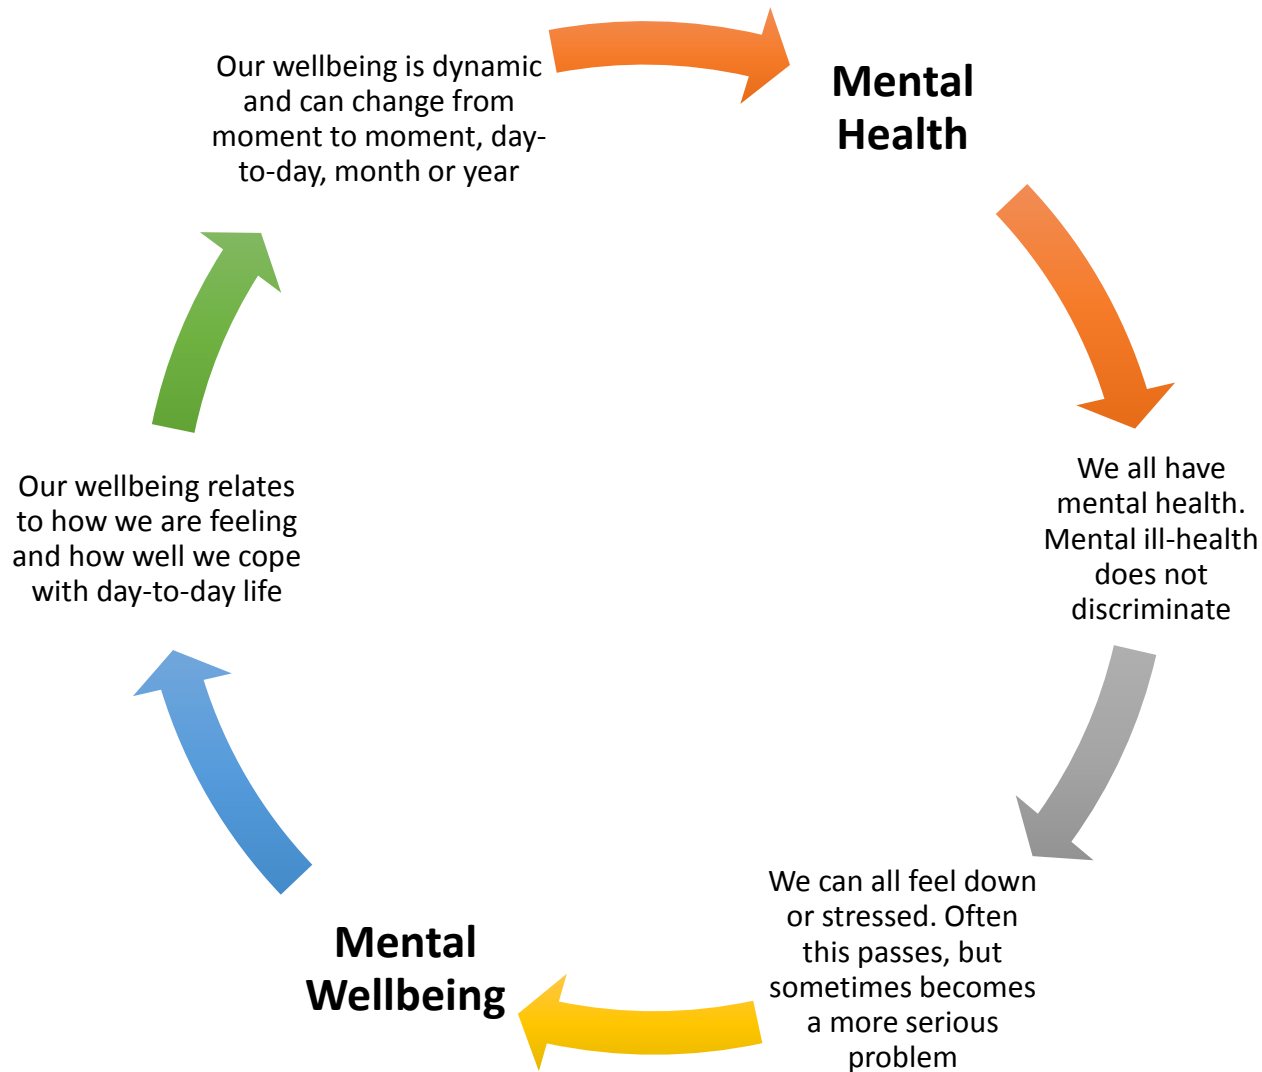 Mental
Health
We all have
mental health.
Mental ill-health
does not
discriminate
We can all feel down
or stressed. Often
this passes, but
sometimes becomes
a more serious
problem
Mental
Wellbeing
Our wellbeing relates
to how we are feeling
and how well we cope
with day-to-day life
Our wellbeing is dynamic
and can change from
moment to moment, day-
to-day, month or year